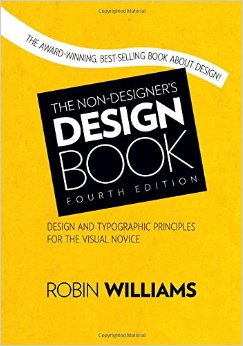 THE AWARD-WINNING, BEST-SELLING BOOK ABOUT DESIGN!
THE NON-DESIGNER'S
DESIGN
BOOK
FOURTH EDITION
DESIGN AND TYPOGRAPHIC PRINCIPLES
FOR THE VISUAL NOVICE
ROBIN WILLIAMS